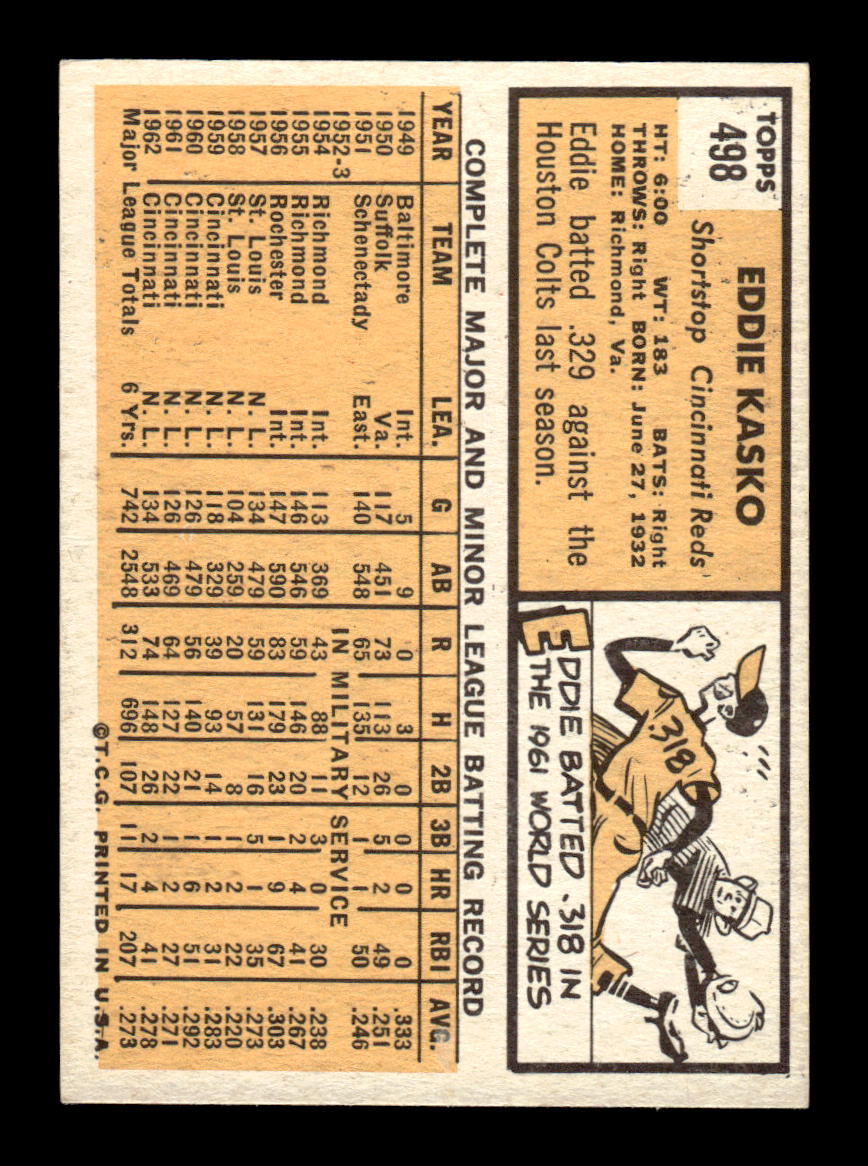 TOPPS
498
EDDIE KASKO
Shortstop Cincinnati Reds
HT: 6:00 WT: 183 BATS: Right
THROWS: Right BORN: June 27, 1932
HOME: Richmond, Va.
Eddie batted .329 against the
Houston Colts last season.
.318
EDDIE BATTED .318 IN
THE 1961 WORLD SERIES
COMPLETE MAJOR AND MINOR LEAGUE BATTING RECORD
YEAR TEAM LEA. G AB R H 2B 3B HR RBI AVG.
1949 Baltimore Int. 5 9 0 3 0 0 0 0 .333
1950 Suffolk Va. 117 451 73 113 26 5 2 49 .251
1951 Schenectady East. 140 548 65 135 12 1 1 50 .246
1952-3 IN MILITARY SERVICE
1954 Richmond Int. 113 369 43 88 11 3 0 30 .238
1955 Richmond Int. 146 546 59 146 20 2 4 41 .267
1956 Rochester Int. 147 590 83 179 23 1 9 67 .303
1957 St. Louis N. L. 134 479 59 131 16 5 1 35 .273
1958 St. Louis N. L. 104 259 20 57 8 1 2 22 .220
1959 Cincinnati N. L. 118 329 39 93 14 1 2 31 .283
1960 Cincinnati N. L. 126 479 56 140 21 1 6 51 .292
1961 Cincinnati N. L. 126 469 64 127 22 1 2 27 .271
1962 Cincinnati N. L. 134 533 74 148 26 2 4 41 .278
Major League Totals 6 Yrs. 742 2548 312 696 107 11 17 207 .273
©T.C.G. PRINTED IN U.S.A.